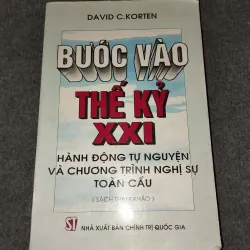 DAVID C.KORTEN
BƯỚC VÀO
THẾ KỶ
XXI
HÀNH ĐỘNG TỰ NGUYỆN
VÀ CHƯƠNG TRÌNH NGHỊ SỰ
TOÀN CẦU
( SÁCH THAM KHẢO )
ST NHÀ XUẤT BẢN CHÍNH TRỊ QUỐC GIA